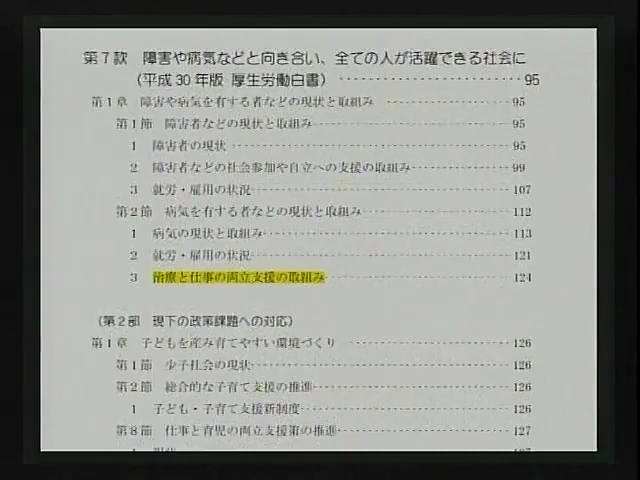 第7款 障害や病気などと向き合い、全ての人が活躍できる社会に
(平成30年版 厚生労働白書) ………………………… 95
第1章 障害や病気を有する者などの現状と取組み ………………… 95
第1節 障害者などの現状と取組み………………………… 95
1 障害者の現状 ………………………………… 95
2 障害者などの社会参加や自立への支援の取組み…………… 99
3 就労・雇用の状況………………………………… 107
第2節 病気を有する者などの現状と取組み ………………… 112
1 病気の現状と取組み………………………………… 113
2 就労・雇用の状況………………………………… 121
3 治療と仕事の両立支援の取組み………………………… 124
(第2部 現下の政策課題への対応)
第1章 子どもを産み育てやすい環境づくり ………………… 126
第1節 少子社会の現状………………………………… 126
第2節 総合的な子育て支援の推進………………………… 126
1 子ども・子育て支援新制度………………………… 126
第8節 仕事と育児の両立支援策の推進………………………… 127